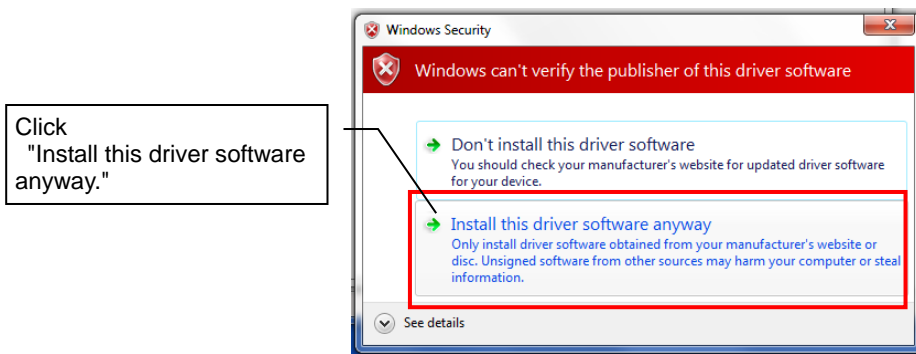 Windows Security
Windows can't verify the publisher of this driver software
Click
"Install this driver software
anyway."
Don't install this driver software
You should check your manufacturer's website for updated driver software
for your device.
Install this driver software anyway
Only install driver software obtained from your manufacturer's website or
disc. Unsigned software from other sources may harm your computer or steal
information.
See details